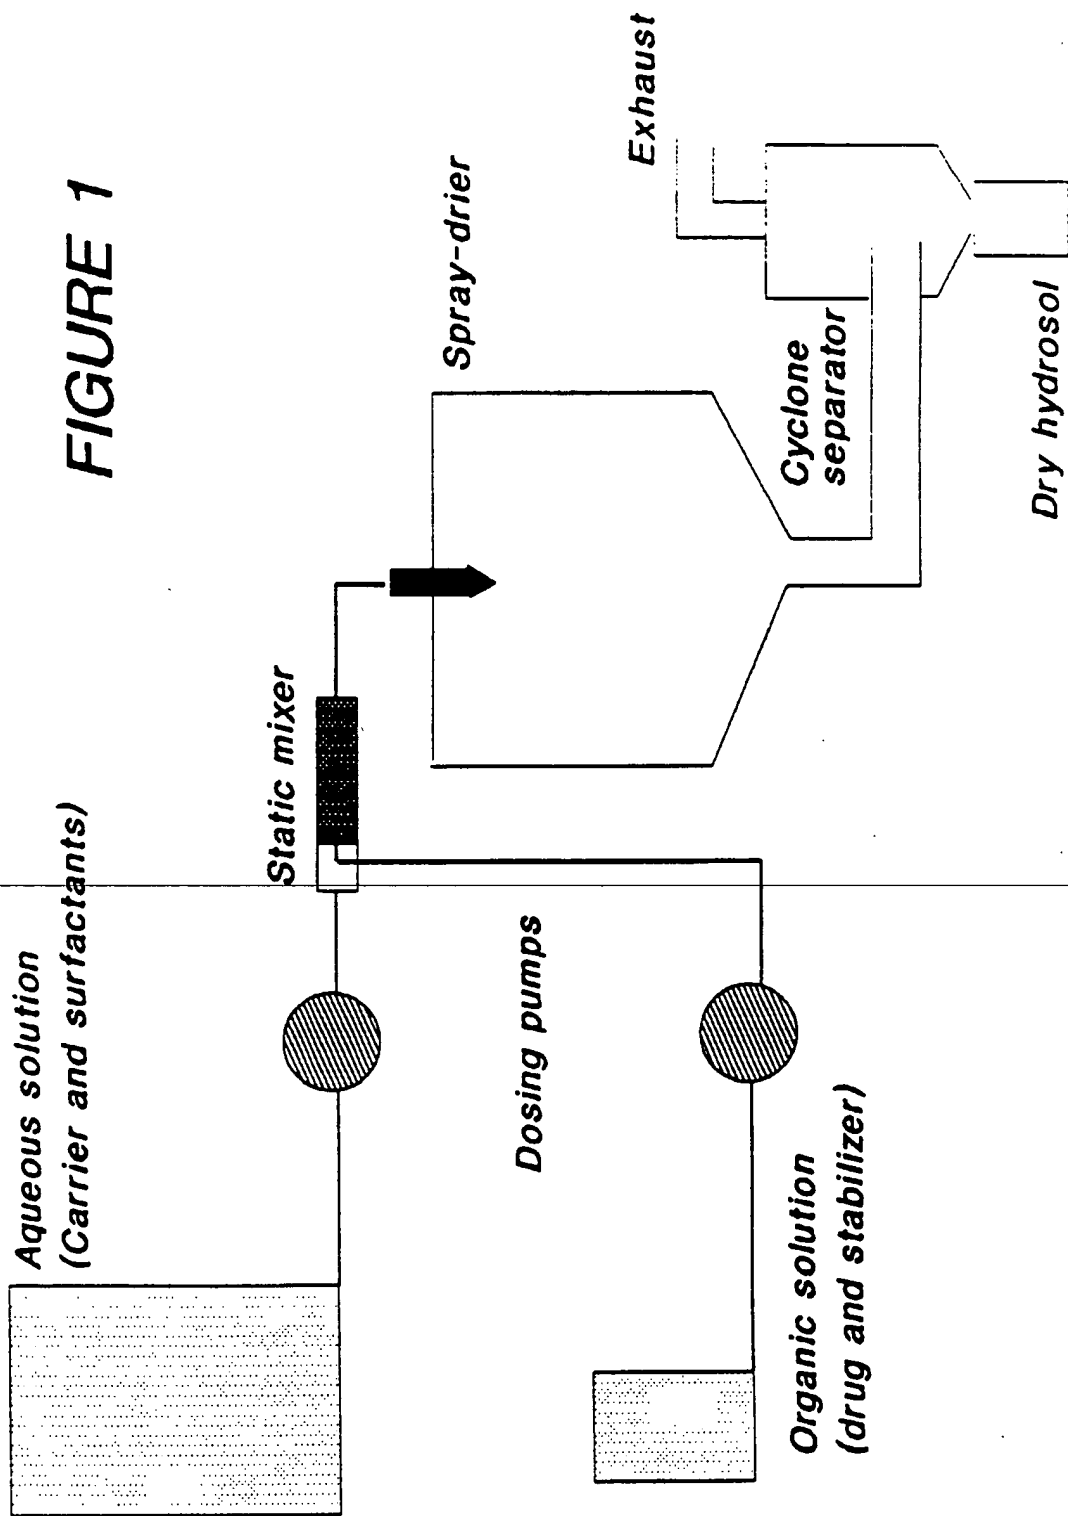 FIGURE 1
Aqueous solution
(Carrier and surfactants)
Static mixer
Spray-drier
Exhaust
Dosing pumps
Cyclone
separator
Organic solution
(drug and stabilizer)
Dry hydrosol